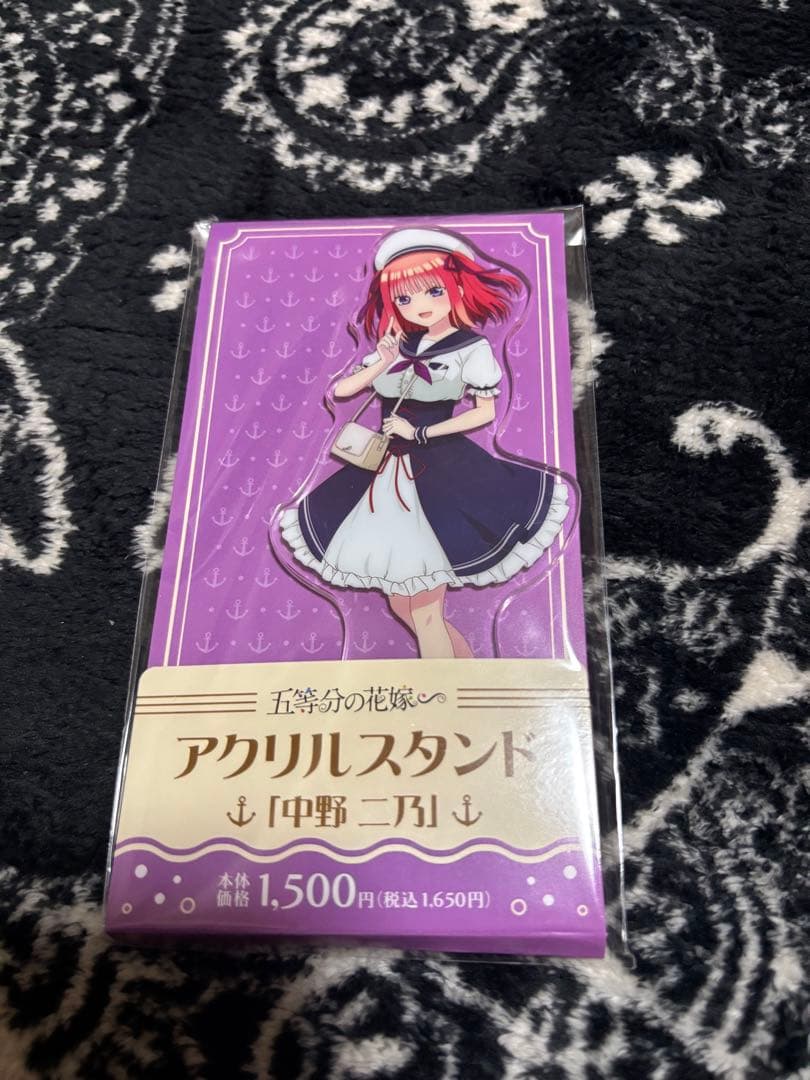 五等分の花嫁〜
アクリルスタンド
「中野 二乃」
本体価格 1,500円(税込1,650円)